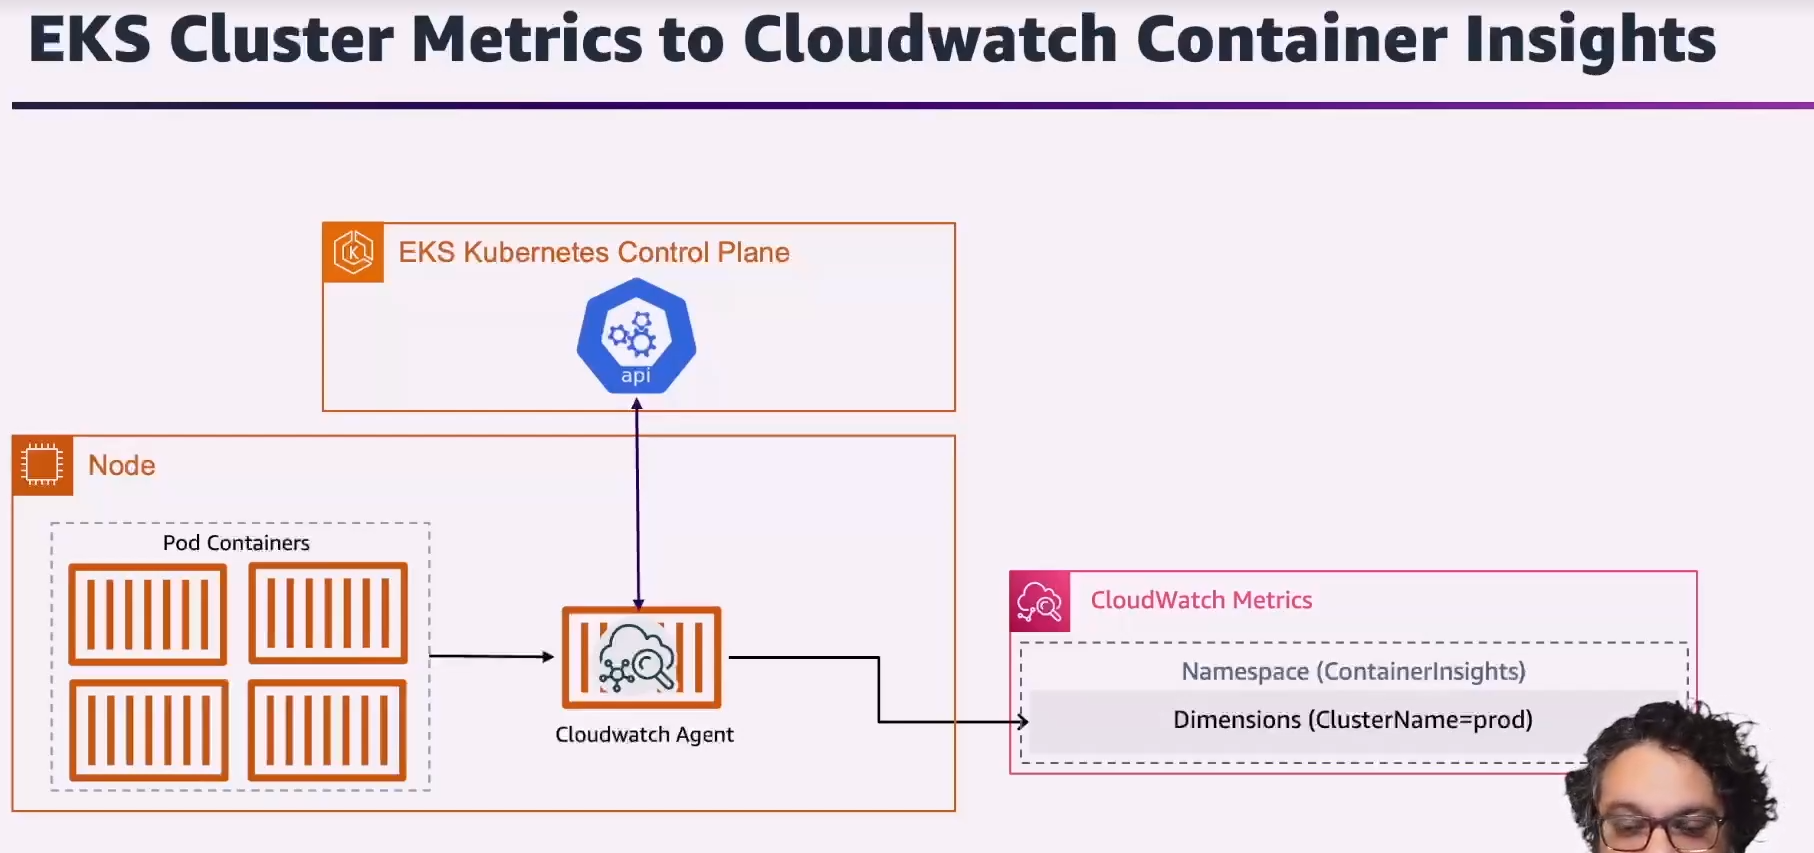 EKS Cluster Metrics to Cloudwatch Container Insights
K
EKS Kubernetes Control Plane
api
Node
Pod Containers
Cloudwatch Agent
CloudWatch Metrics
Namespace (ContainerInsights)
Dimensions (ClusterName=prod)